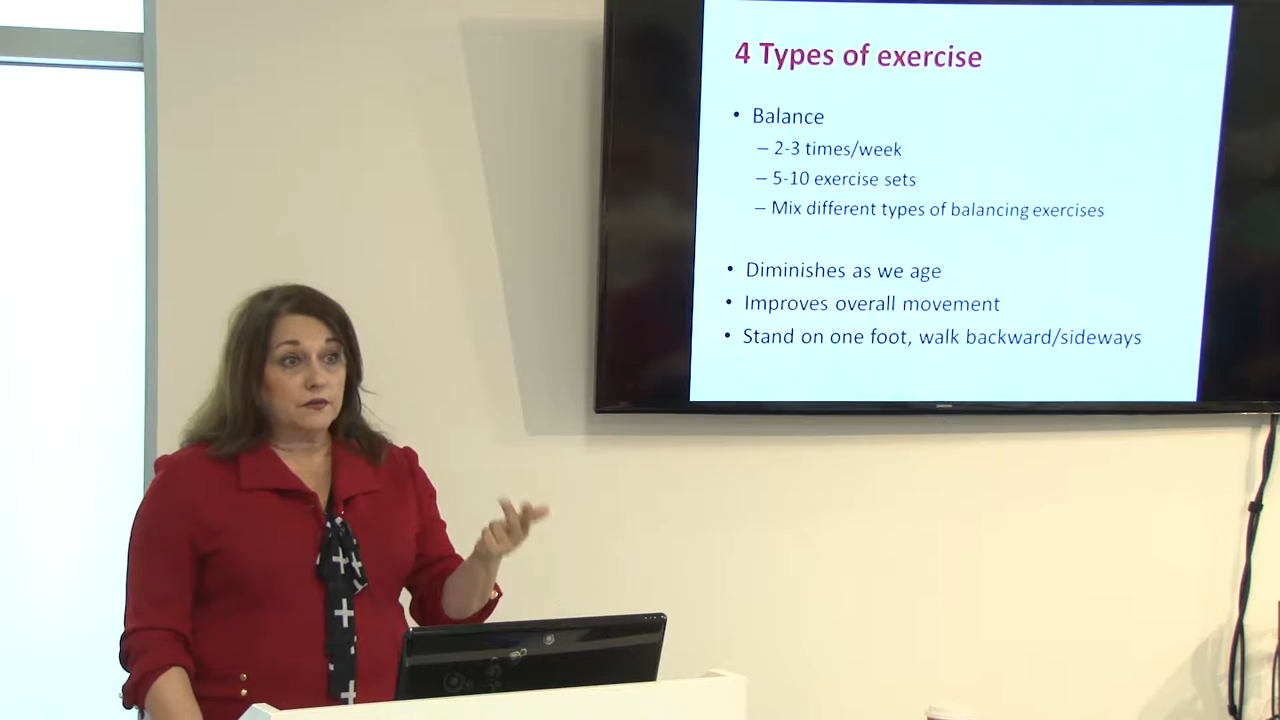 4 Types of exercise
• Balance
– 2-3 times/week
– 5-10 exercise sets
– Mix different types of balancing exercises
• Diminishes as we age
• Improves overall movement
• Stand on one foot, walk backward/sideways